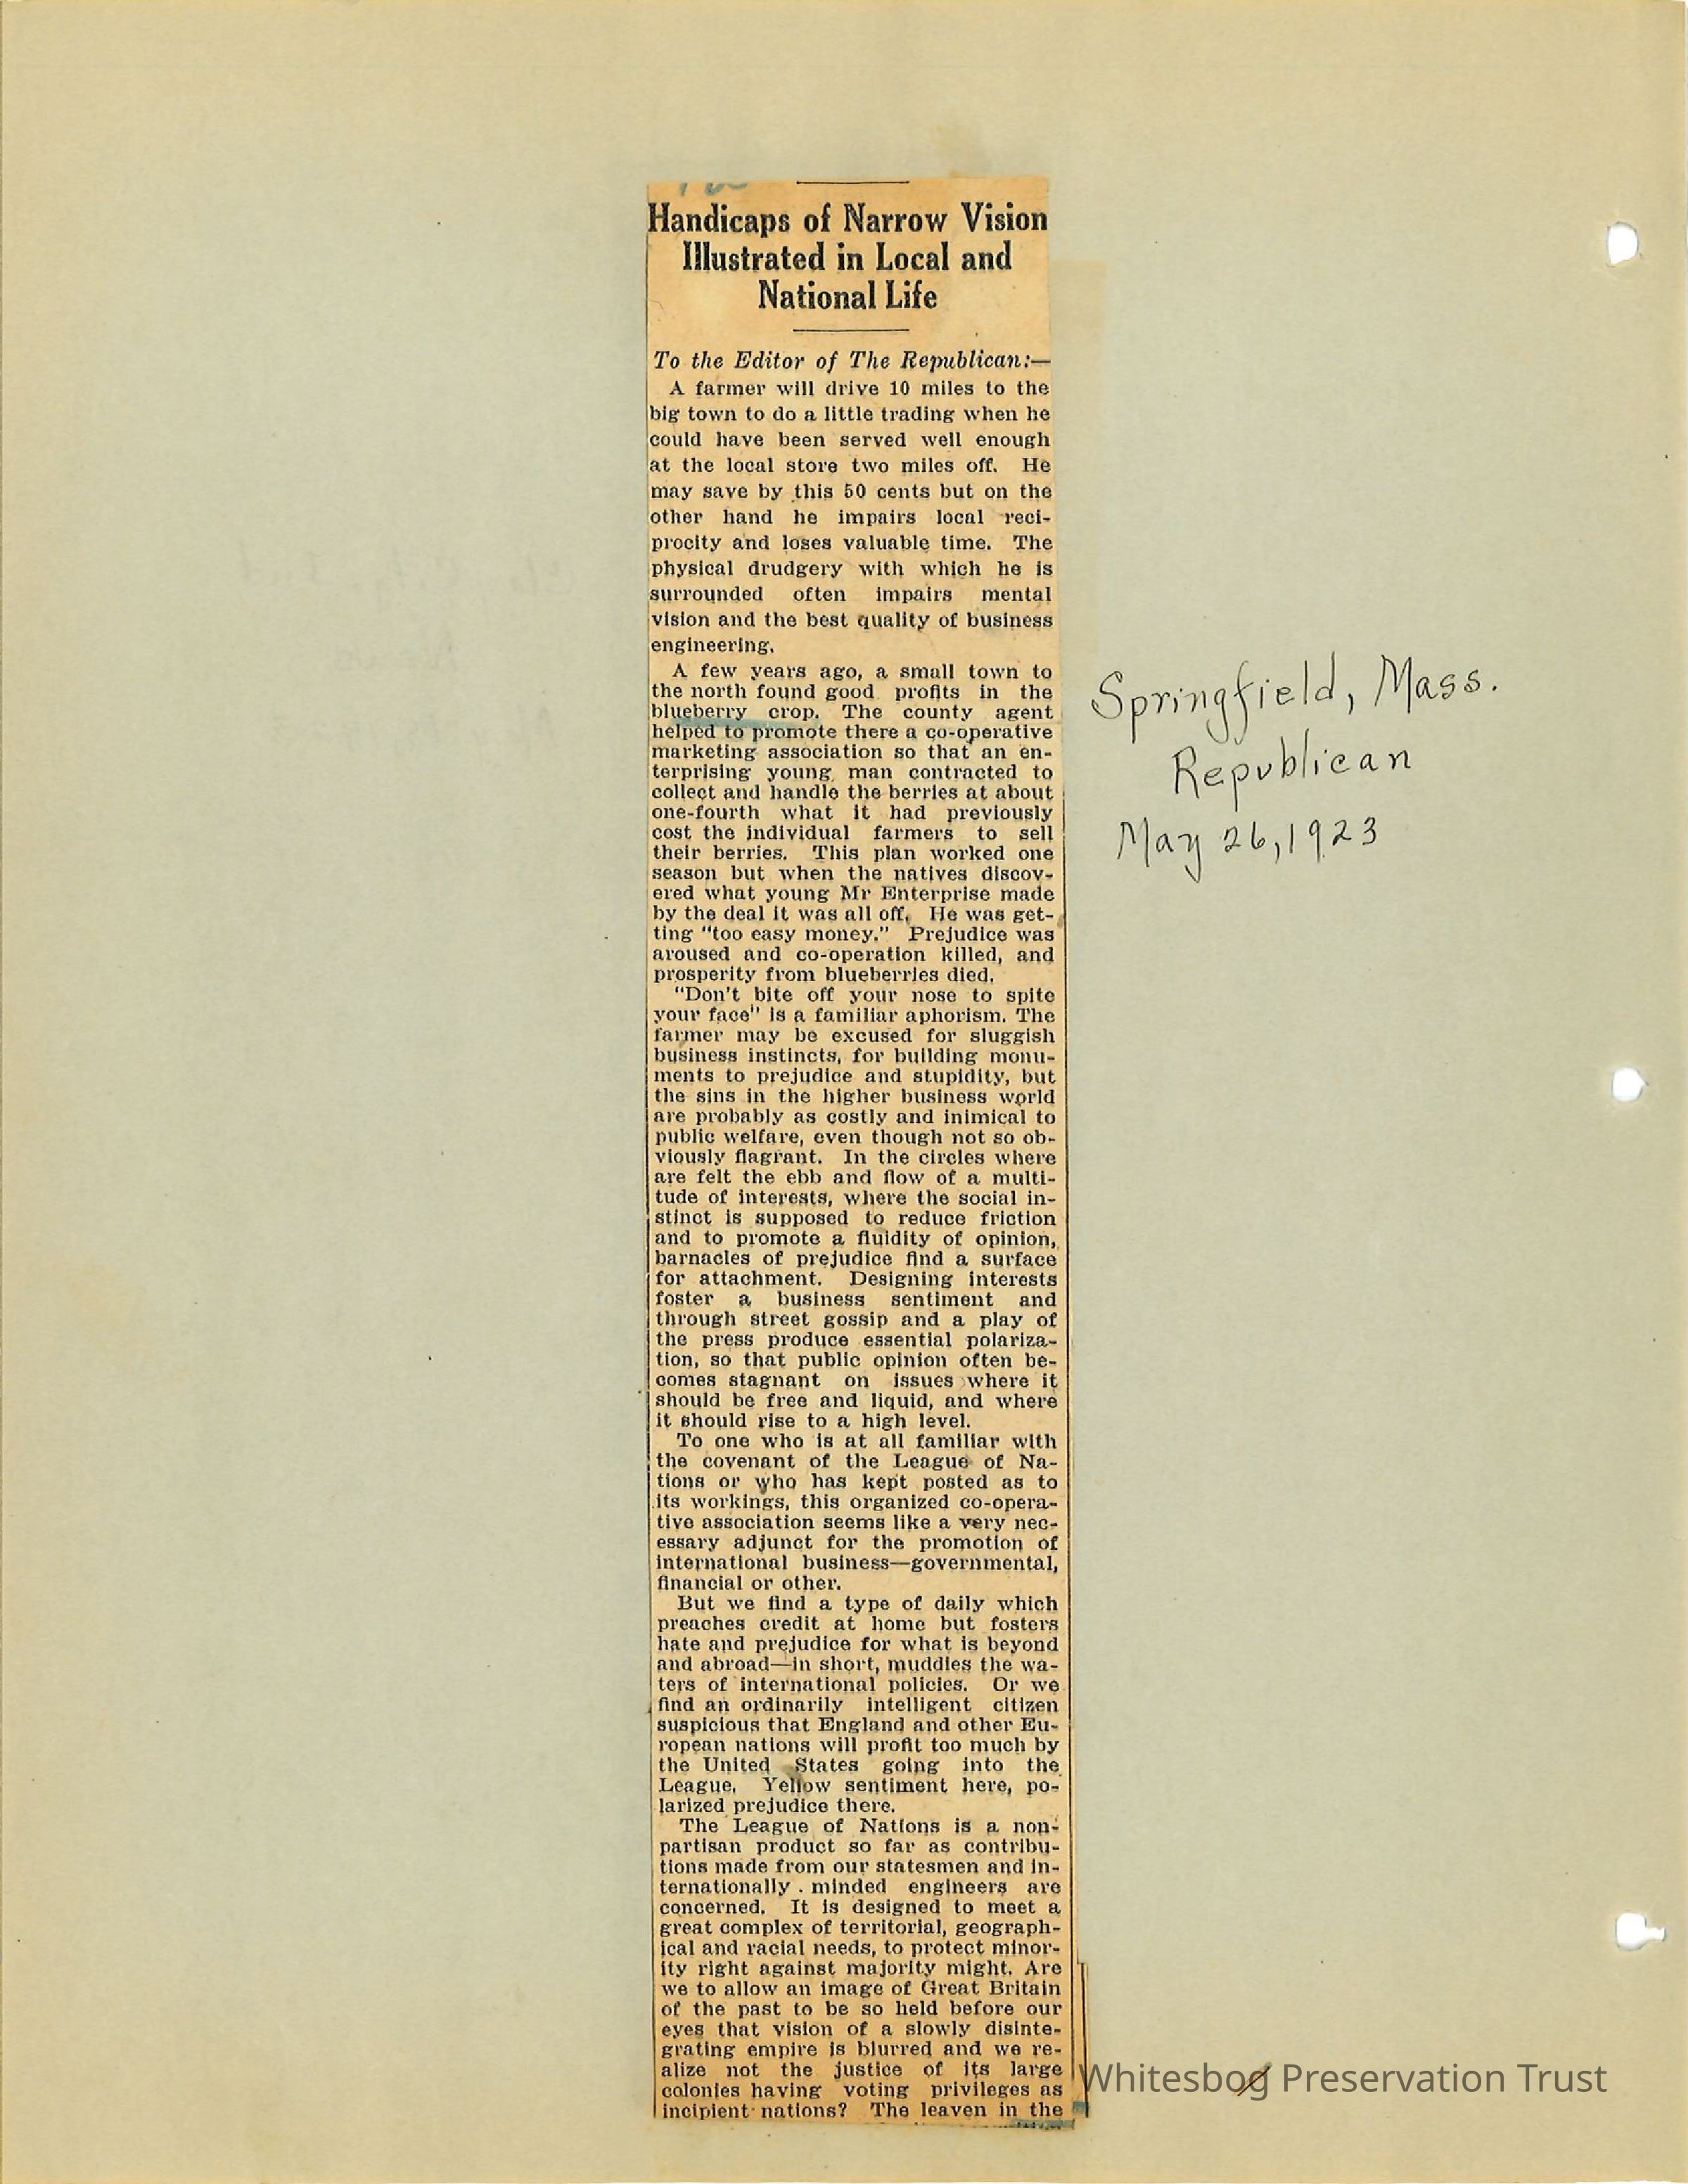 Handicaps of Narrow Vision
Illustrated in Local and
National Life
To the Editor of The Republican:—
A farmer will drive 10 miles to the
big town to do a little trading when he
could have been served well enough
at the local store two miles off. He
may save by this 50 cents but on the
other hand he impairs local reci-
procity and loses valuable time. The
physical drudgery with which he is
surrounded often impairs mental
vision and the best quality of business
engineering.
A few years ago, a small town to
the north found good profits in the
blueberry crop. The county agent
helped to promote there a co-operative
marketing association so that an en-
terprising young man contracted to
collect and handle the berries at about
one-fourth what it had previously
cost the individual farmers to sell
their berries. This plan worked one
season but when the natives discov-
ered what young Mr Enterprise made
by the deal it was all off. He was get-
ting "too easy money." Prejudice was
aroused and co-operation killed, and
prosperity from blueberries died.
"Don't bite off your nose to spite
your face" is a familiar aphorism. The
farmer may be excused for sluggish
business instincts, for building monu-
ments to prejudice and stupidity, but
the sins in the higher business world
are probably as costly and inimical to
public welfare, even though not so ob-
viously flagrant. In the circles where
are felt the ebb and flow of a multi-
tude of interests, where the social in-
stinct is supposed to reduce friction
and to promote a fluidity of opinion,
barnacles of prejudice find a surface
for attachment. Designing interests
foster a business sentiment and
through street gossip and a play of
the press produce essential polariza-
tion, so that public opinion often be-
comes stagnant on issues where it
should be free and liquid, and where
it should rise to a high level.
To one who is at all familiar with
the covenant of the League of Na-
tions or who has kept posted as to
its workings, this organized co-opera-
tive association seems like a very nec-
essary adjunct for the promotion of
international business—governmental,
financial or other.
But we find a type of daily which
preaches credit at home but fosters
hate and prejudice for what is beyond
and abroad—in short, muddies the wa-
ters of international policies. Or we
find an ordinarily intelligent citizen
suspicious that England and other Eu-
ropean nations will profit too much by
the United States going into the
League. Yellow sentiment here, po-
larized prejudice there.
The League of Nations is a non-
partisan product so far as contribu-
tions made from our statesmen and in-
ternationally minded engineers are
concerned. It is designed to meet a
great complex of territorial, geograph-
ical and racial needs, to protect minor-
ity right against majority might. Are
we to allow an image of Great Britain
of the past to be so held before our
eyes that vision of a slowly disinte-
grating empire is blurred and we re-
alize not the justice of its large
colonies having voting privileges as
incipient nations? The leaven in the
Springfield, Mass.
Republican
May 26, 1923
Whitesbog Preservation Trust